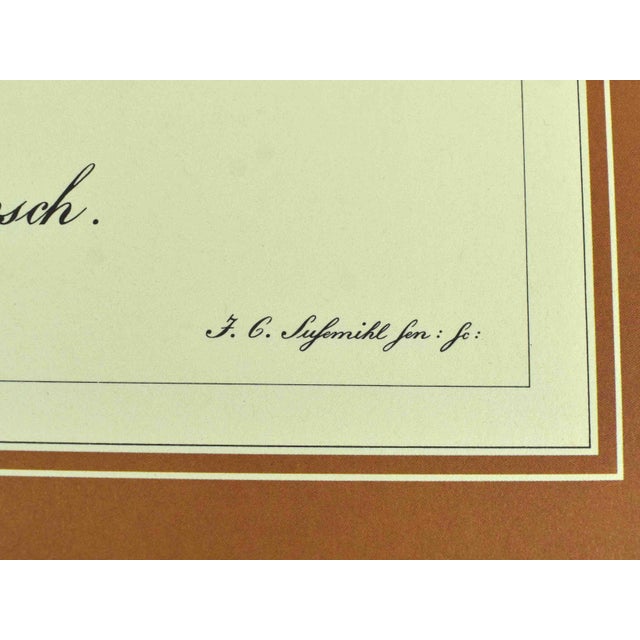 sch.
J. C. Susemihl sen: sc: